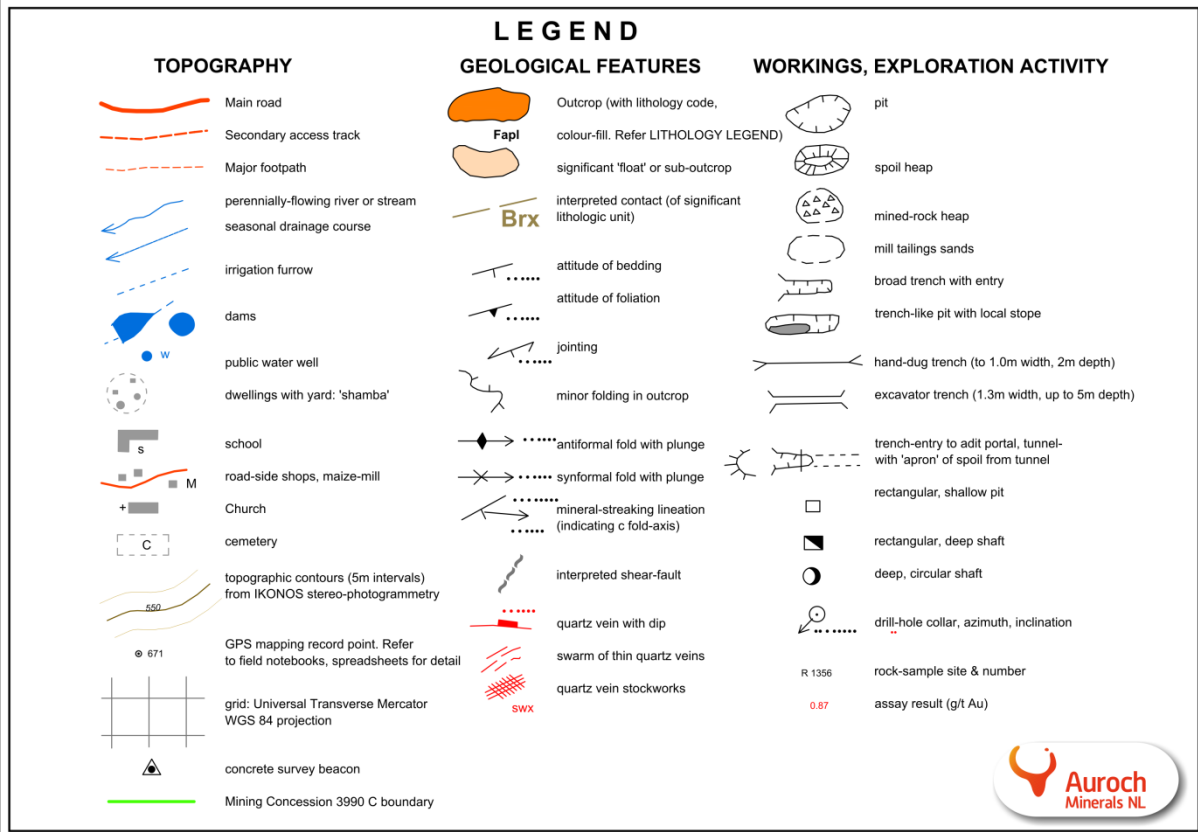 LEGEND
TOPOGRAPHY
Main road
Secondary access track
Major footpath
perennially-flowing river or stream
seasonal drainage course
irrigation furrow
dams
W
public water well
dwellings with yard: 'shamba'
S
school
M
road-side shops, maize-mill
+
Church
C
cemetery
550
topographic contours (5m intervals)
from IKONOS stereo-photogrammetry
671
GPS mapping record point. Refer
to field notebooks, spreadsheets for detail
grid: Universal Transverse Mercator
WGS 84 projection
concrete survey beacon
Mining Concession 3990 C boundary
GEOLOGICAL FEATURES
Outcrop (with lithology code,
Fapl
colour-fill. Refer LITHOLOGY LEGEND)
significant 'float' or sub-outcrop
Brx
interpreted contact (of significant
lithologic unit)
attitude of bedding
attitude of foliation
jointing
minor folding in outcrop
antiformal fold with plunge
synformal fold with plunge
mineral-streaking lineation
(indicating c fold-axis)
interpreted shear-fault
quartz vein with dip
swarm of thin quartz veins
quartz vein stockworks
swx
WORKINGS, EXPLORATION ACTIVITY
pit
spoil heap
mined-rock heap
mill tailings sands
broad trench with entry
trench-like pit with local stope
hand-dug trench (to 1.0m width, 2m depth)
excavator trench (1.3m width, up to 5m depth)
trench-entry to adit portal, tunnel-
with 'apron' of spoil from tunnel
rectangular, shallow pit
rectangular, deep shaft
deep, circular shaft
drill-hole collar, azimuth, inclination
R 1356
rock-sample site & number
0.87
assay result (g/t Au)
Auroch
Minerals NL